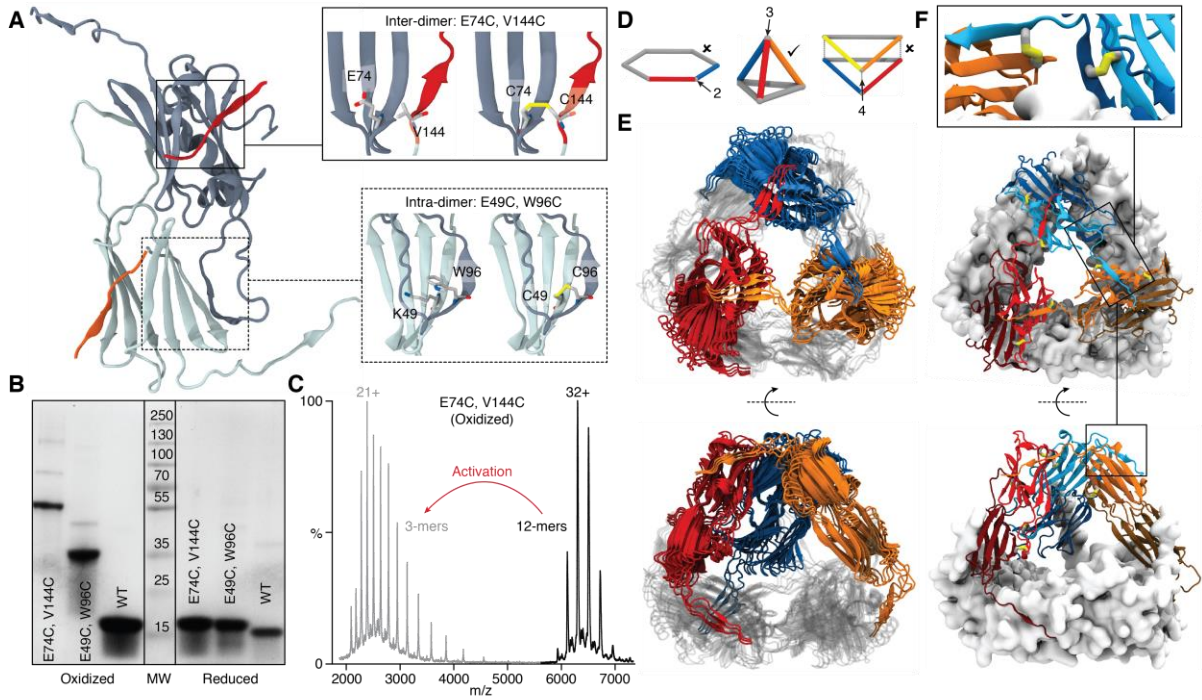 A
Inter-dimer: E74C, V144C
E74
V144
C74
C144
Intra-dimer: E49C, W96C
W96
K49
C96
C49
B
250
130
100
70
55
35
25
15
E74C, V144C
E49C, W96C
WT
E74C, V144C
E49C, W96C
WT
Oxidized
MW
Reduced
C
100
%
0
21+
E74C, V144C
(Oxidized)
32+
Activation
3-mers
12-mers
2000
3000
4000
5000
6000
7000
m/z
D
3
2
4
E
F